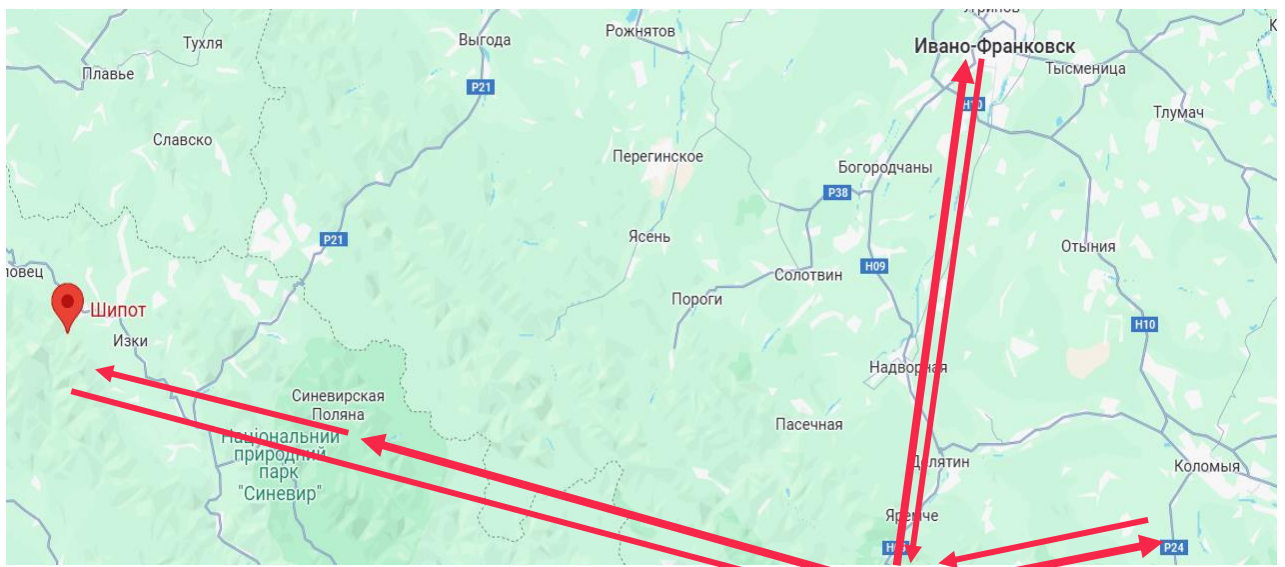 Рожнятов
Выгода
Тухля
Ивано-Франковск
Тысменица
Плавье
P21
H10
Тлумач
Славско
Перегинское
Богородчаны
P38
P21
Ясень
Отыния
H09
Солотвин
Пороги
Шипот
H10
Изки
Надворная
Синевирская
Поляна
Пасечная
Національний
природний
парк
"Синевир"
Делятин
Коломыя
Яремче
P24